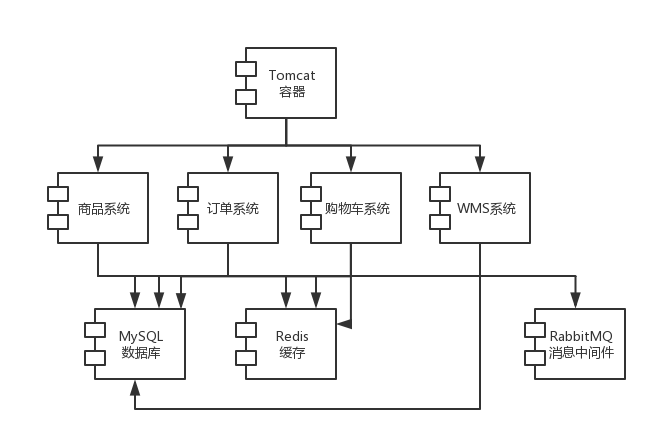 Tomcat
容器
商品系统
订单系统
购物车系统
WMS系统
MySQL
数据库
Redis
缓存
RabbitMQ
消息中间件